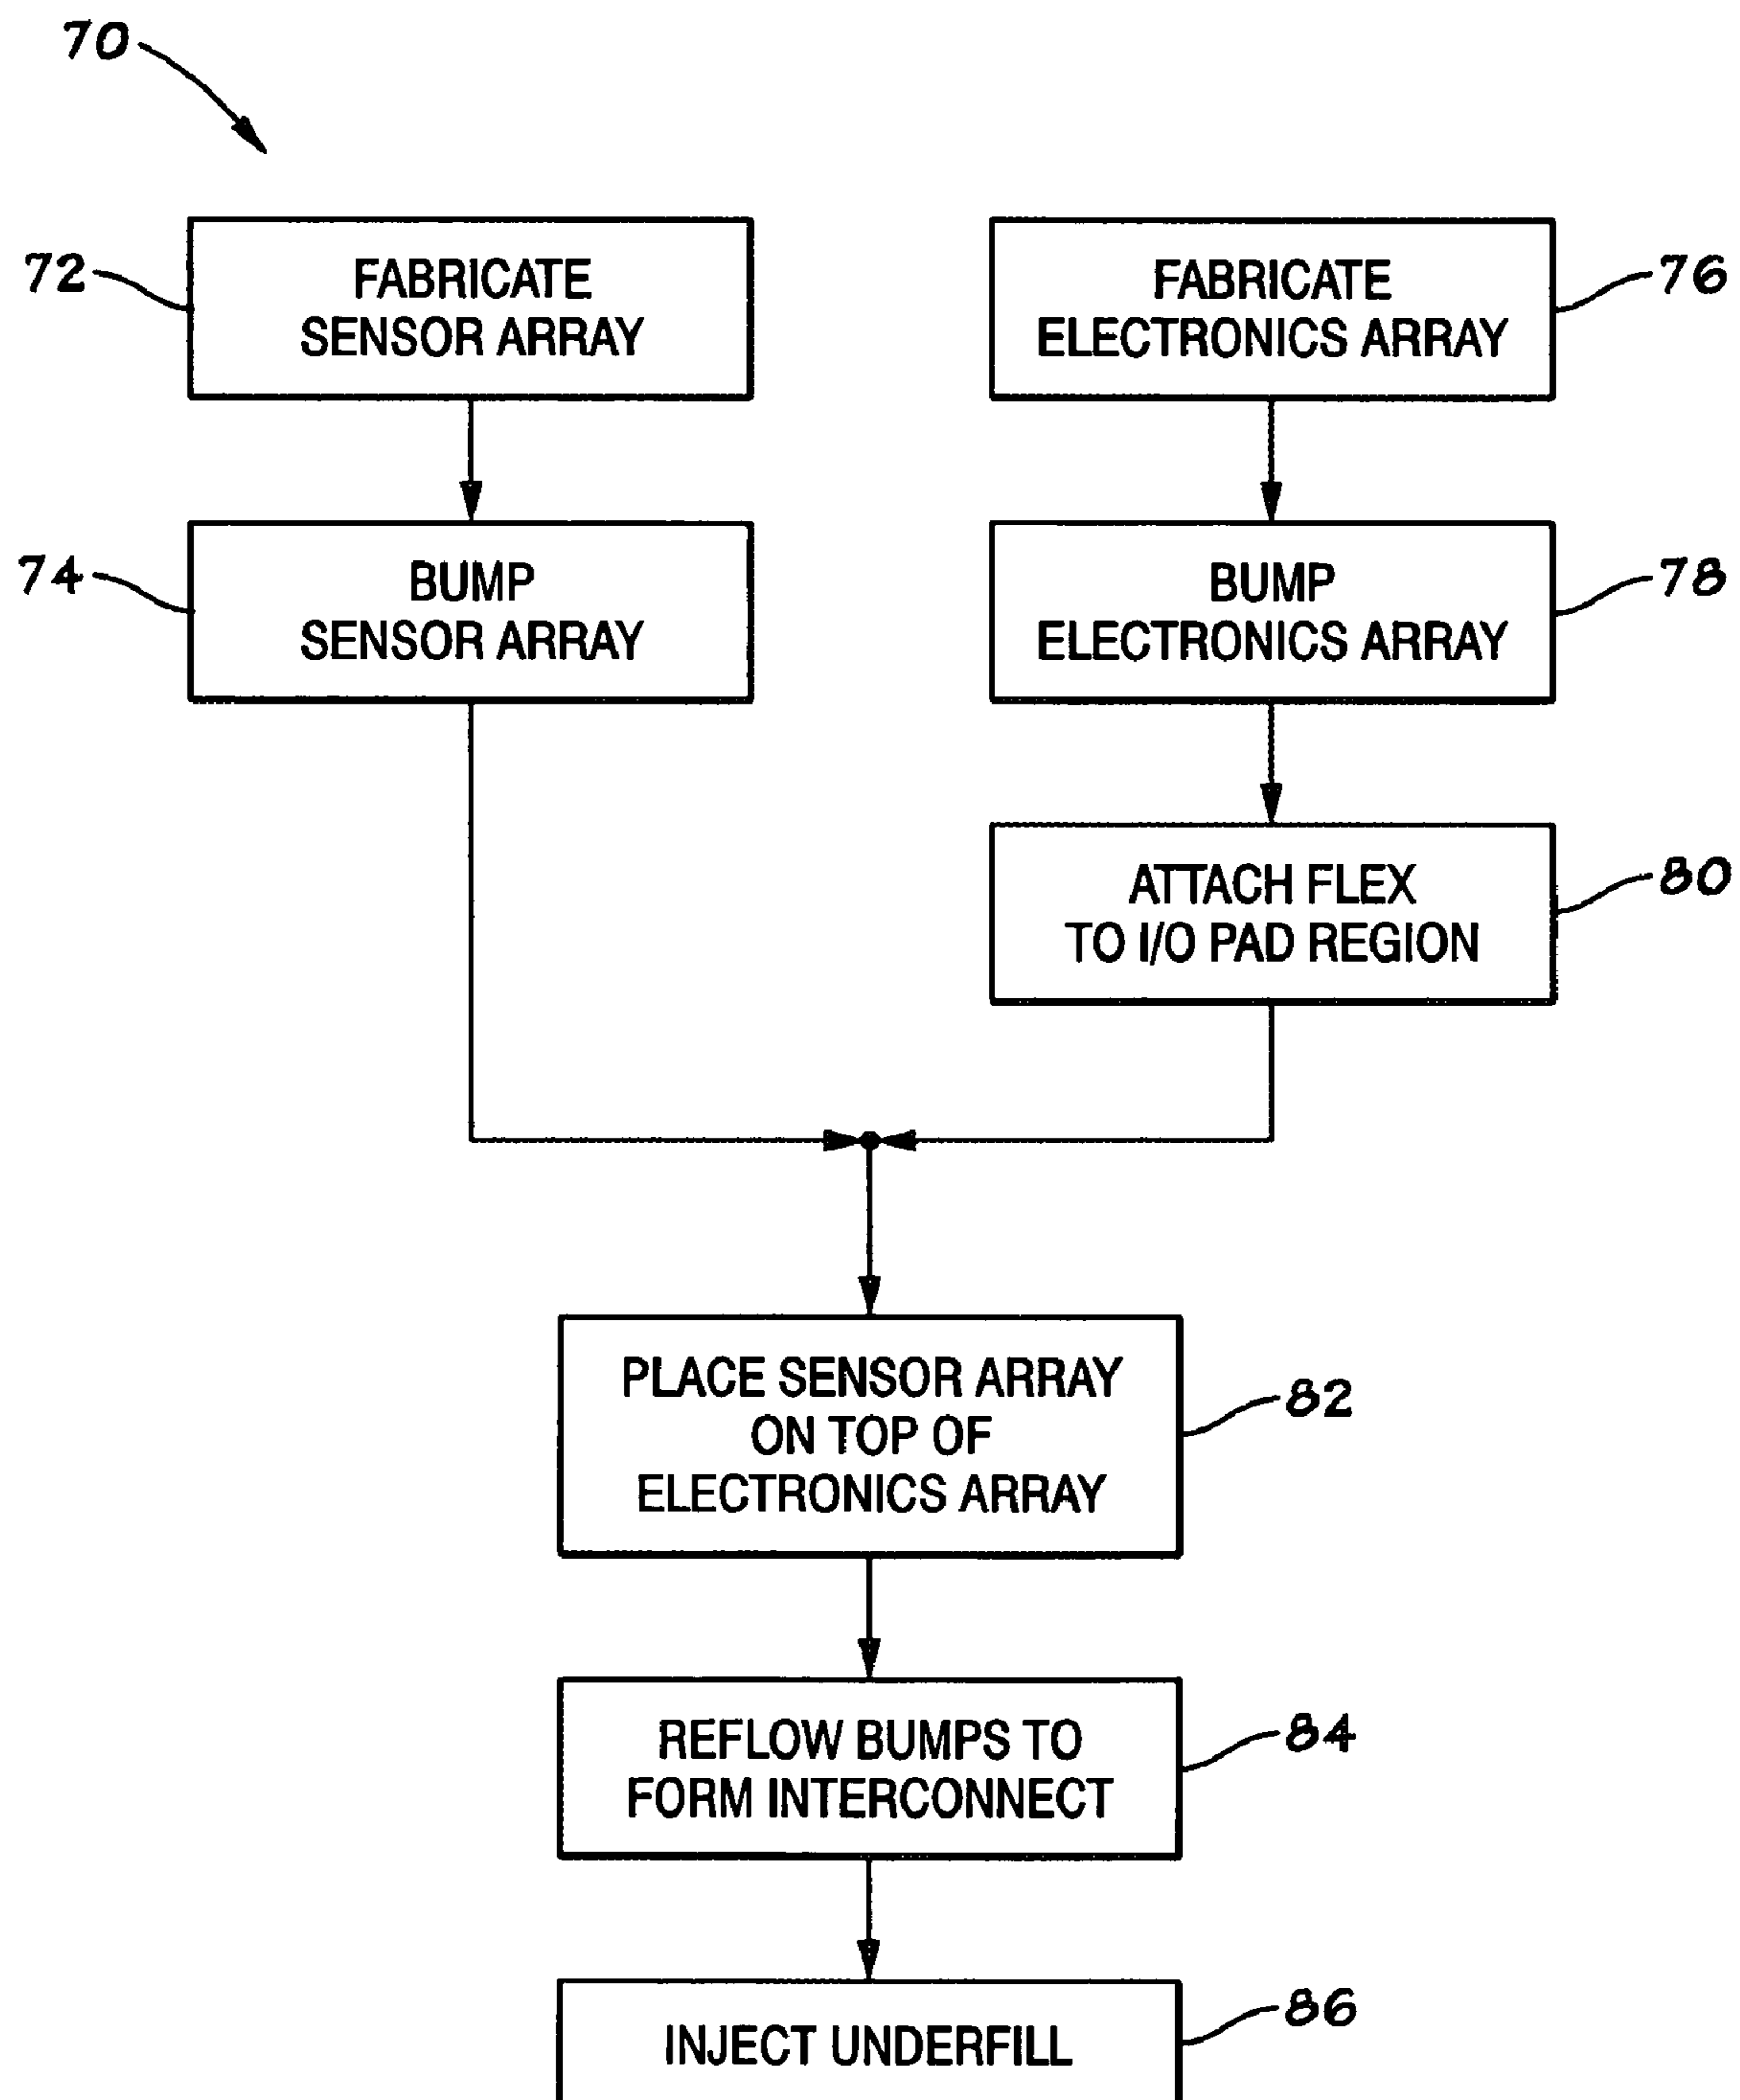 70
72
FABRICATE
SENSOR ARRAY
76
FABRICATE
ELECTRONICS ARRAY
74
BUMP
SENSOR ARRAY
78
BUMP
ELECTRONICS ARRAY
80
ATTACH FLEX
TO I/O PAD REGION
82
PLACE SENSOR ARRAY
ON TOP OF
ELECTRONICS ARRAY
84
REFLOW BUMPS TO
FORM INTERCONNECT
86
INJECT UNDERFILL